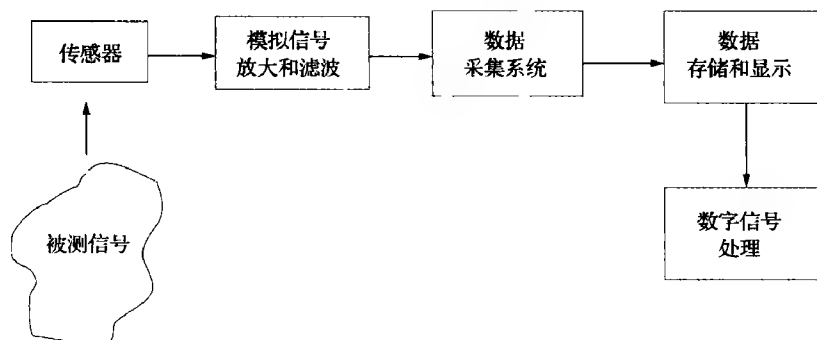 传感器
模拟信号
放大和滤波
数据
采集系统
数据
存储和显示
被测信号
数字信号
处理